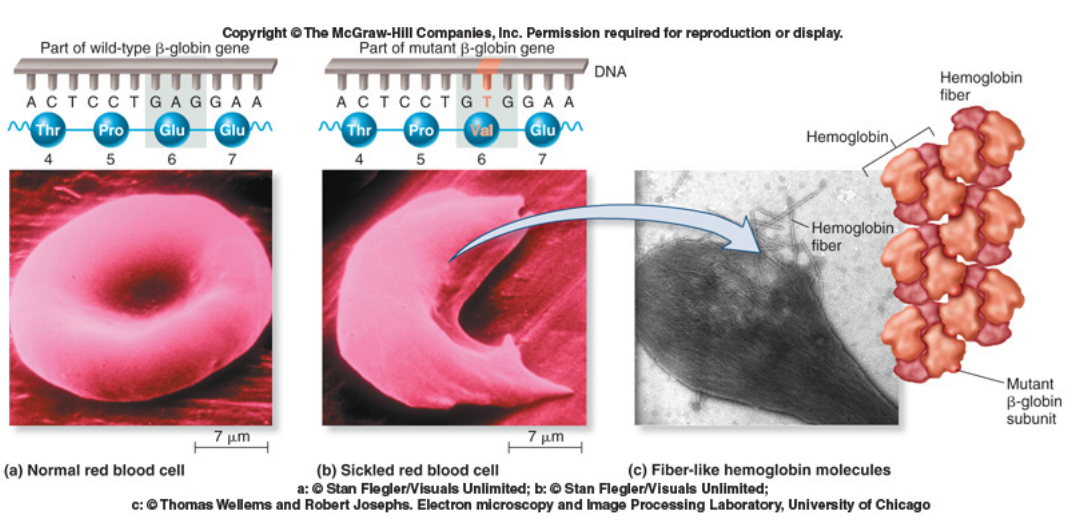 Copyright © The McGraw-Hill Companies, Inc. Permission required for reproduction or display.
Part of wild-type β-globin gene
A C T C C T G A G G A A
Thr Pro Glu Glu
4 5 6 7
Part of mutant β-globin gene
DNA
A C T C C T G T G G A A
Thr Pro Val Glu
4 5 6 7
Hemoglobin
fiber
Hemoglobin
Hemoglobin
fiber
Mutant
β-globin
subunit
7 μm
7 μm
(a) Normal red blood cell
(b) Sickled red blood cell
(c) Fiber-like hemoglobin molecules
a: © Stan Flegler/Visuals Unlimited; b: © Stan Flegler/Visuals Unlimited;
c: © Thomas Wellems and Robert Josephs. Electron microscopy and Image Processing Laboratory, University of Chicago